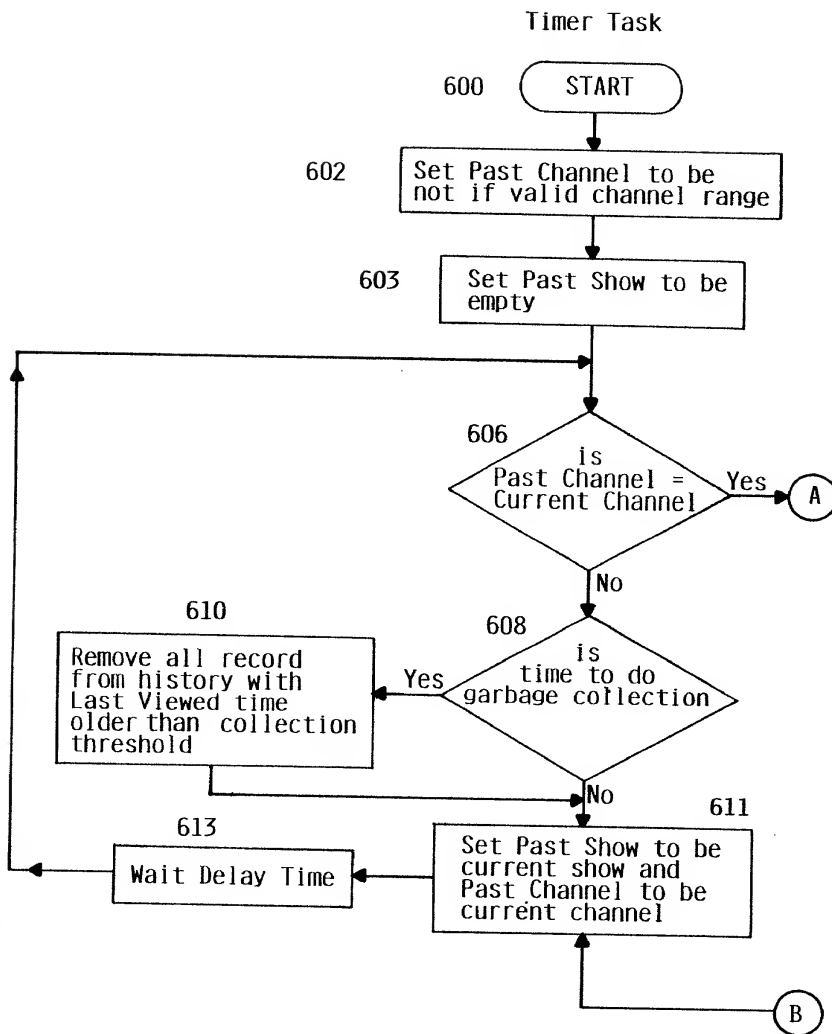 Timer Task
600
START
602
Set Past Channel to be
not if valid channel range
603
Set Past Show to be
empty
606
is
Past Channel =
Current Channel
Yes
A
No
610
608
Remove all record
from history with
Last Viewed time
older than collection
threshold
Yes
is
time to do
garbage collection
No
611
613
Wait Delay Time
Set Past Show to be
current show and
Past Channel to be
current channel
B